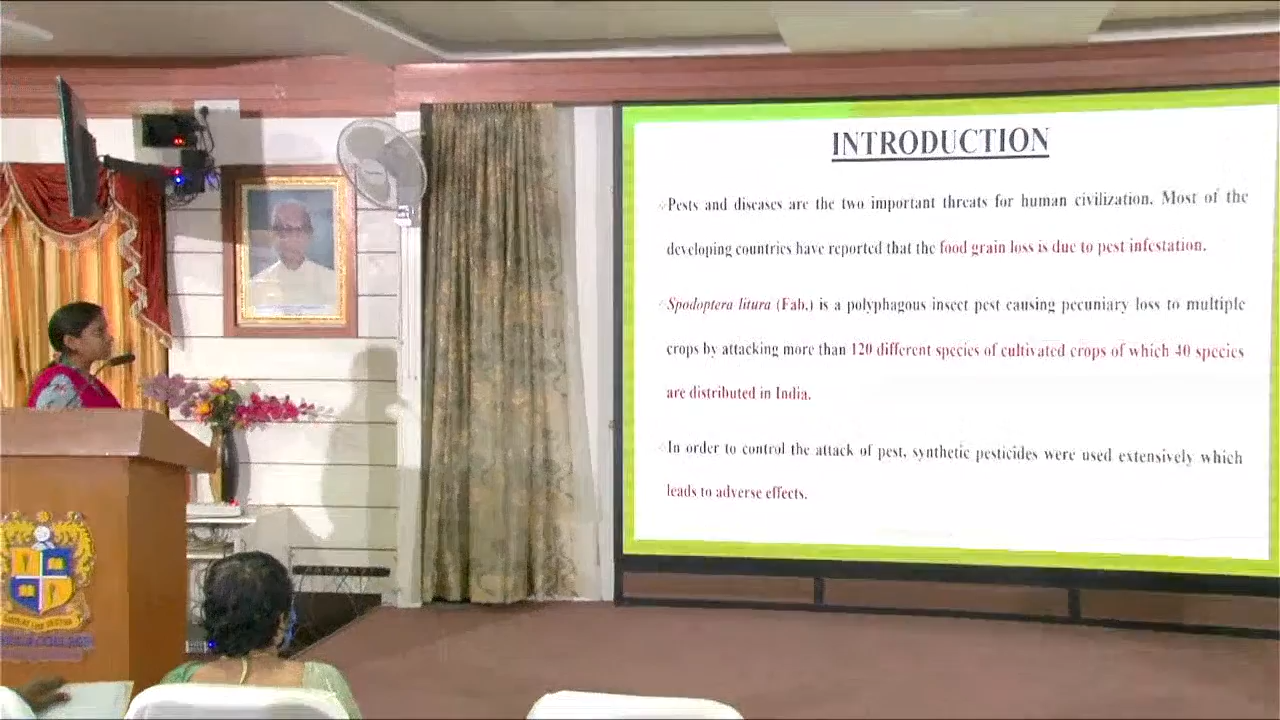 INTRODUCTION
Pests and diseases are the two important threats for human civilization. Most of the
developing countries have reported that the food grain loss is due to pest infestation.
Spodoptera litura (Fab.) is a polyphagous insect pest causing pecuniary loss to multiple
crops by attacking more than 120 different species of cultivated crops of which 40 species
are distributed in India.
In order to control the attack of pest, synthetic pesticides were used extensively which
leads to adverse effects.
COLLEGE